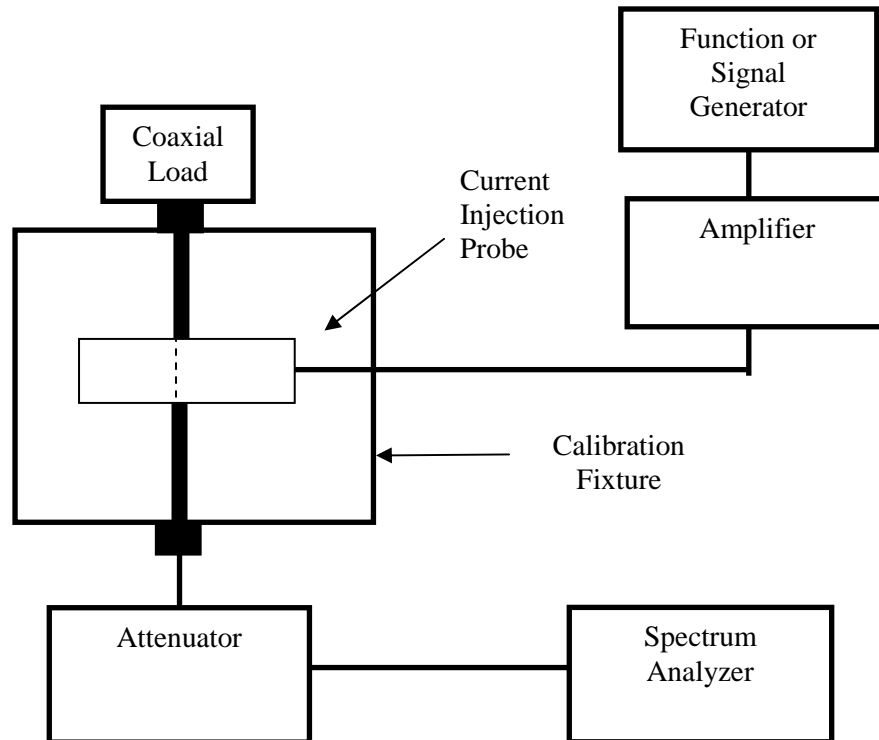 Function or
Signal
Generator
Coaxial
Load
Current
Injection
Probe
Amplifier
Calibration
Fixture
Attenuator
Spectrum
Analyzer